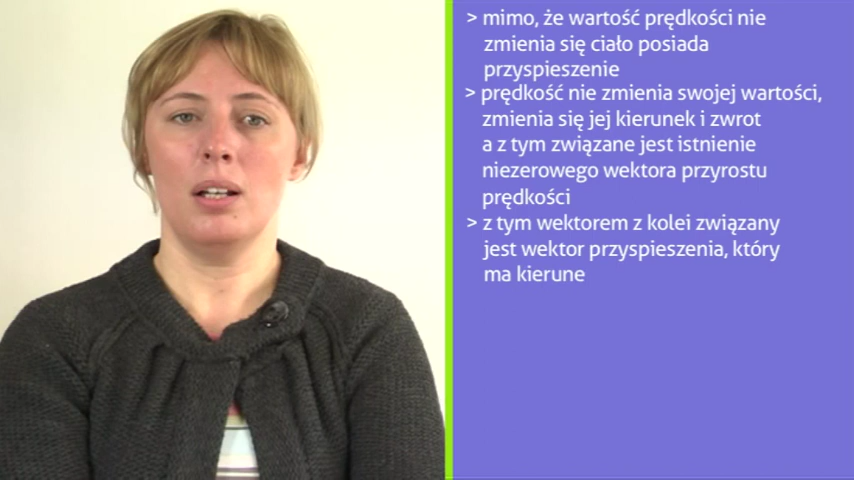 > mimo, że wartość prędkości nie
zmienia się ciało posiada
przyspieszenie
> prędkość nie zmienia swojej wartości,
zmienia się jej kierunek i zwrot
a z tym związane jest istnienie
niezerowego wektora przyrostu
prędkości
> z tym wektorem z kolei związany
jest wektor przyspieszenia, który
ma kierune